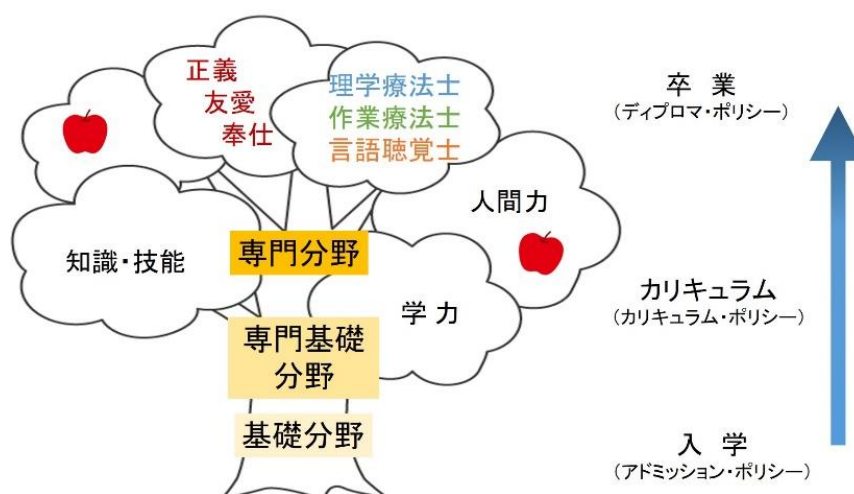 正義
友愛
奉仕
理学療法士
作業療法士
言語聴覚士
人間力
知識・技能
専門分野
学力
専門基礎
分野
基礎分野
卒業
(ディプロマ・ポリシー)
カリキュラム
(カリキュラム・ポリシー)
入学
(アドミッション・ポリシー)